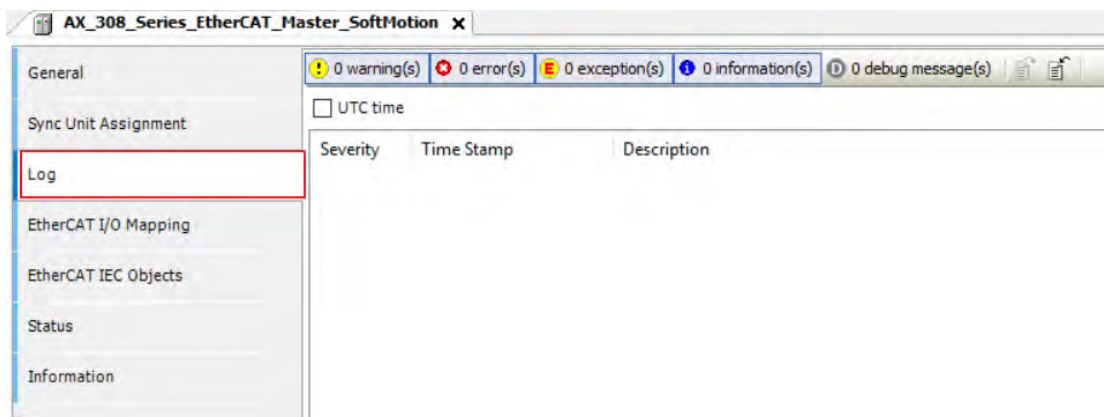 AX_308_Series_EtherCAT_Master_SoftMotion
General
Sync Unit Assignment
Log
EtherCAT I/O Mapping
EtherCAT IEC Objects
Status
Information
0 warning(s) 0 error(s) E 0 exception(s) 0 information(s) D 0 debug message(s)
UTC time
Severity Time Stamp Description